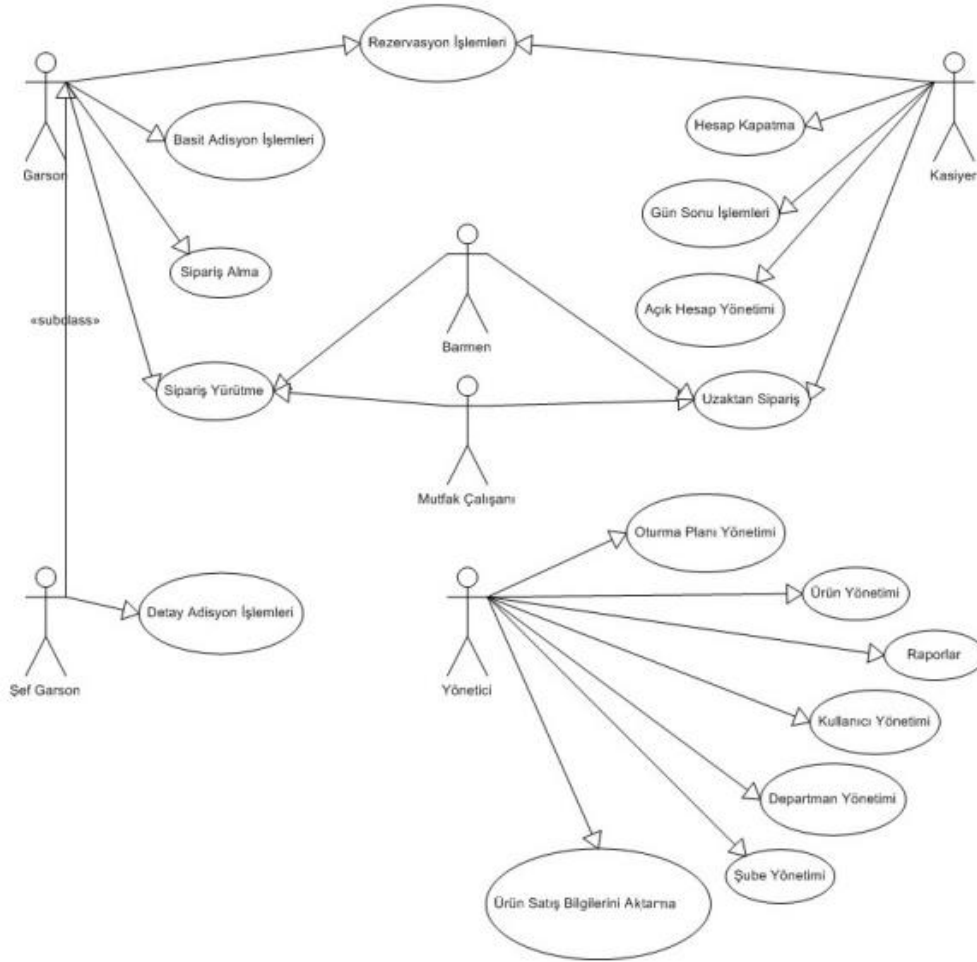 Rezervasyon İşlemleri
Basit Adisyon İşlemleri
Hesap Kapatma
Garson
Kasiyer
Gün Sonu İşlemleri
Sipariş Alma
Açık Hesap Yönetimi
«subclass»
Barmen
Sipariş Yürütme
Uzaktan Sipariş
Mutfak Çalışanı
Oturma Planı Yönetimi
Ürün Yönetimi
Detay Adisyon İşlemleri
Raporlar
Şef Garson
Yönetici
Kullanıcı Yönetimi
Departman Yönetimi
Şube Yönetimi
Ürün Satış Bilgilerini Aktarma